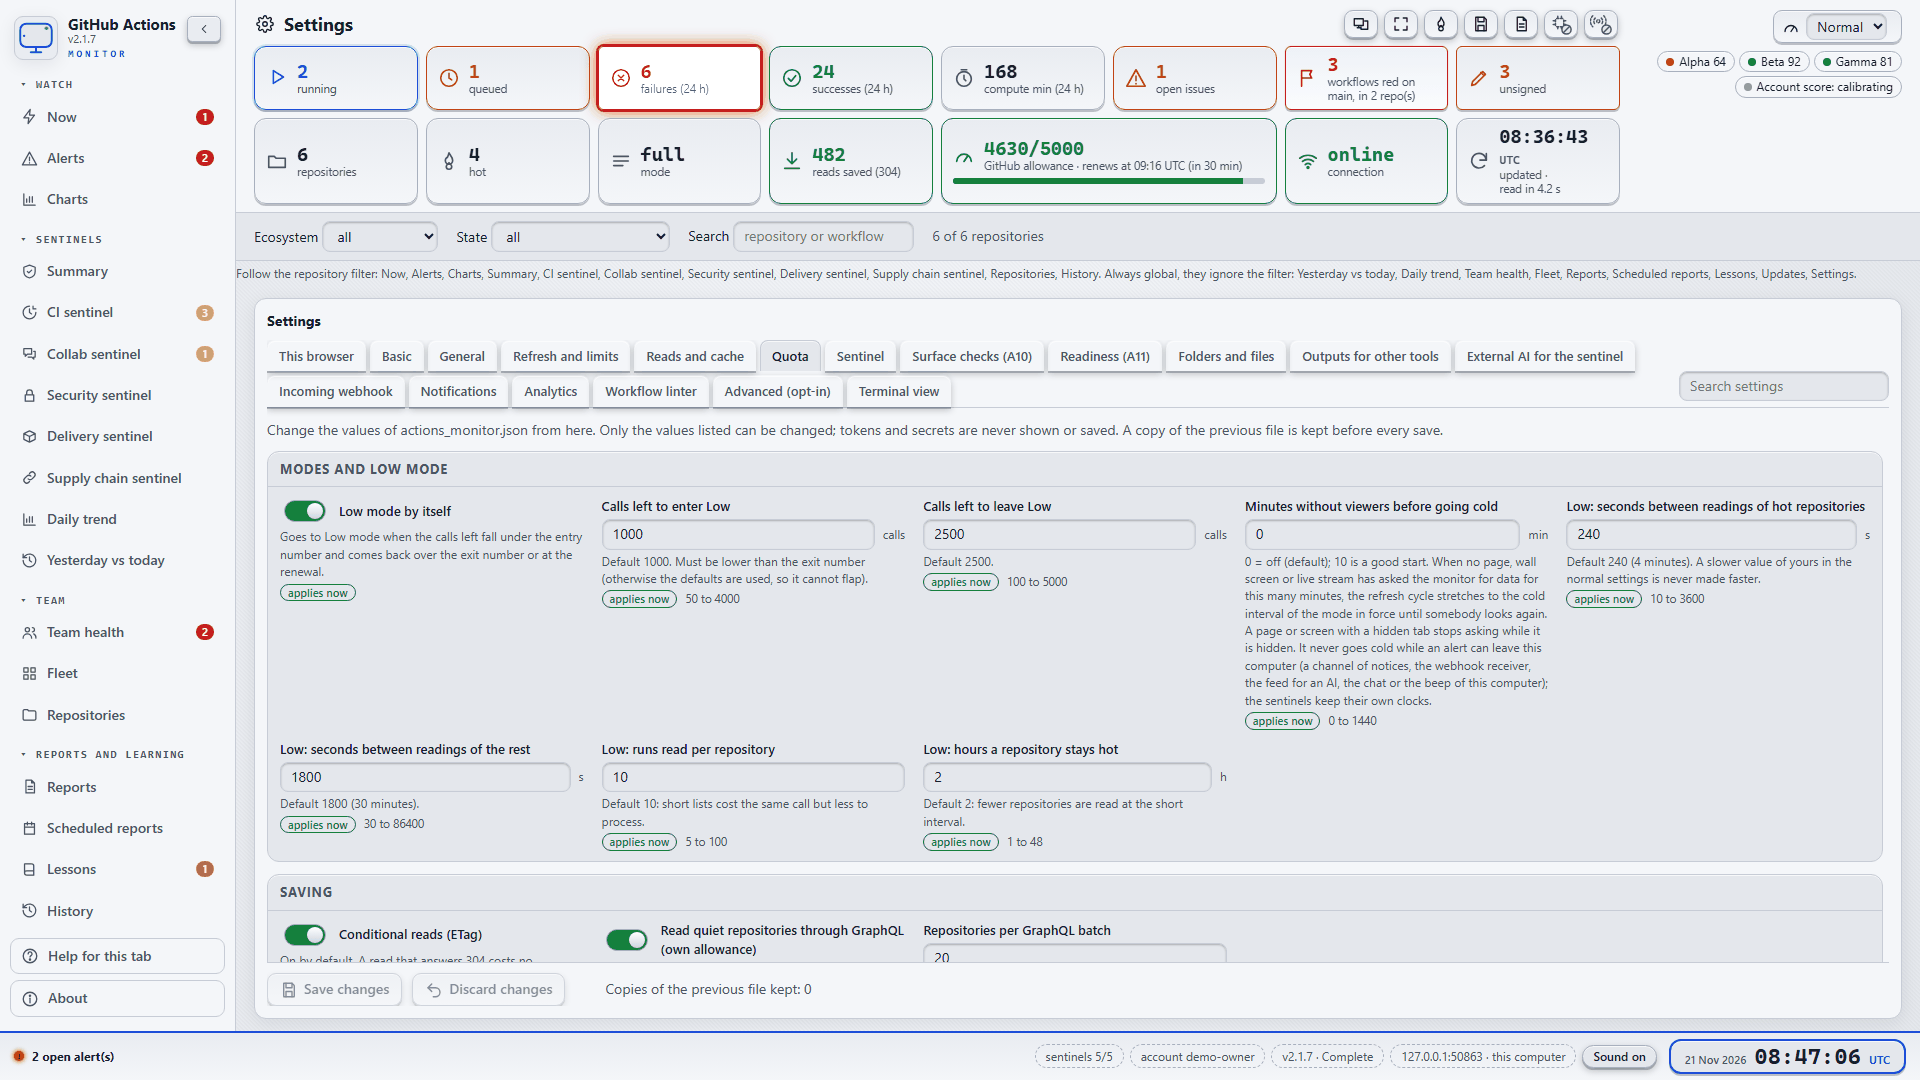 GitHub Actions
v2.1.7
MONITOR
WATCH
Now 1
Alerts 2
Charts
SENTINELS
Summary
CI sentinel 3
Collab sentinel 1
Security sentinel
Delivery sentinel
Supply chain sentinel
Daily trend
Yesterday vs today
TEAM
Team health 2
Fleet
Repositories
REPORTS AND LEARNING
Reports
Scheduled reports
Lessons 1
History
Help for this tab
About
Settings
Normal
2 running
1 queued
6 failures (24 h)
24 successes (24 h)
168 compute min (24 h)
1 open issues
3 workflows red on main, in 2 repo(s)
3 unsigned
Alpha 64
Beta 92
Gamma 81
Account score: calibrating
6 repositories
4 hot
full mode
482 reads saved (304)
4630/5000
GitHub allowance · renews at 09:16 UTC (in 30 min)
online connection
08:36:43 UTC
updated · read in 4.2 s
Ecosystem all State all Search repository or workflow 6 of 6 repositories
Follow the repository filter: Now, Alerts, Charts, Summary, CI sentinel, Collab sentinel, Security sentinel, Delivery sentinel, Supply chain sentinel, Repositories, History. Always global, they ignore the filter: Yesterday vs today, Daily trend, Team health, Fleet, Reports, Scheduled reports, Lessons, Updates, Settings.
Settings
This browser Basic General Refresh and limits Reads and cache Quota Sentinel Surface checks (A10) Readiness (A11) Folders and files Outputs for other tools External AI for the sentinel
Incoming webhook Notifications Analytics Workflow linter Advanced (opt-in) Terminal view
Search settings
Change the values of actions_monitor.json from here. Only the values listed can be changed; tokens and secrets are never shown or saved. A copy of the previous file is kept before every save.
MODES AND LOW MODE
Low mode by itself
Goes to Low mode when the calls left fall under the entry
number and comes back over the exit number or at the
renewal.
applies now
Calls left to enter Low
1000 calls
Default 1000. Must be lower than the exit number
(otherwise the defaults are used, so it cannot flap).
applies now 50 to 4000
Calls left to leave Low
2500 calls
Default 2500.
applies now 100 to 5000
Minutes without viewers before going cold
0 min
0 = off (default); 10 is a good start. When no page, wall
screen or live stream has asked the monitor for data for
this many minutes, the refresh cycle stretches to the cold
interval of the mode in force until somebody looks again.
A page or screen with a hidden tab stops asking while it
is hidden. It never goes cold while an alert can leave this
computer (a channel of notices, the webhook receiver,
the feed for an AI, the chat or the beep of this computer);
the sentinels keep their own clocks.
applies now 0 to 1440
Low: seconds between readings of hot repositories
240 s
Default 240 (4 minutes). A slower value of yours in the
normal settings is never made faster.
applies now 10 to 3600
Low: seconds between readings of the rest
1800 s
Default 1800 (30 minutes).
applies now 30 to 86400
Low: runs read per repository
10
Default 10: short lists cost the same call but less to
process.
applies now 5 to 100
Low: hours a repository stays hot
2 h
Default 2: fewer repositories are read at the short
interval.
applies now 1 to 48
SAVING
Conditional reads (ETag)
On by default. A read that answers 304 costs no
Read quiet repositories through GraphQL
(own allowance)
Repositories per GraphQL batch
20
Save changes
Discard changes
Copies of the previous file kept: 0
2 open alert(s)
sentinels 5/5
account demo-owner
v2.1.7 · Complete
127.0.0.1:50863 · this computer
Sound on
21 Nov 2026 08:47:06 UTC